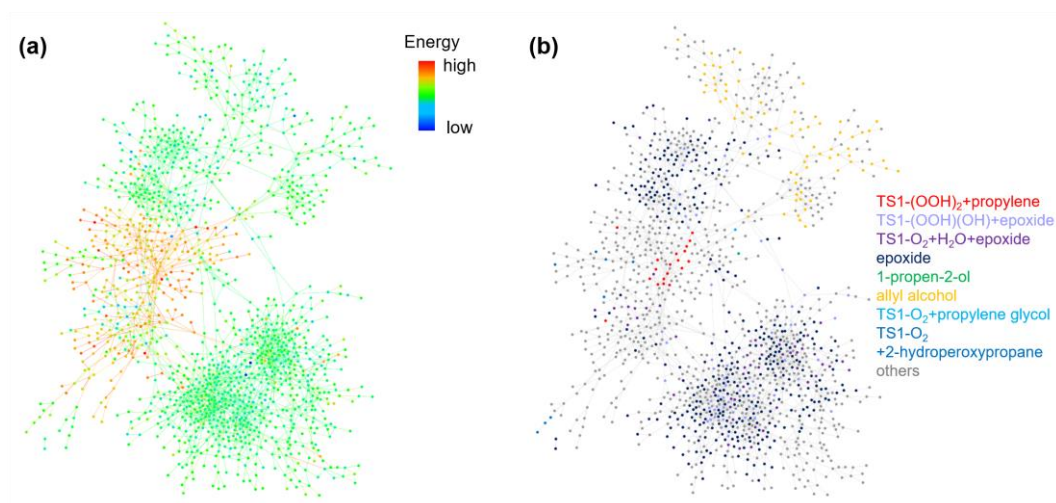 (a)
Energy
high
low
(b)
TS1-(OOH)₂+propylene
TS1-(OOH)(OH)+epoxide
TS1-O₂+H₂O+epoxide
epoxide
1-propen-2-ol
allyl alcohol
TS1-O₂+propylene glycol
TS1-O₂
+2-hydroperoxypropane
others